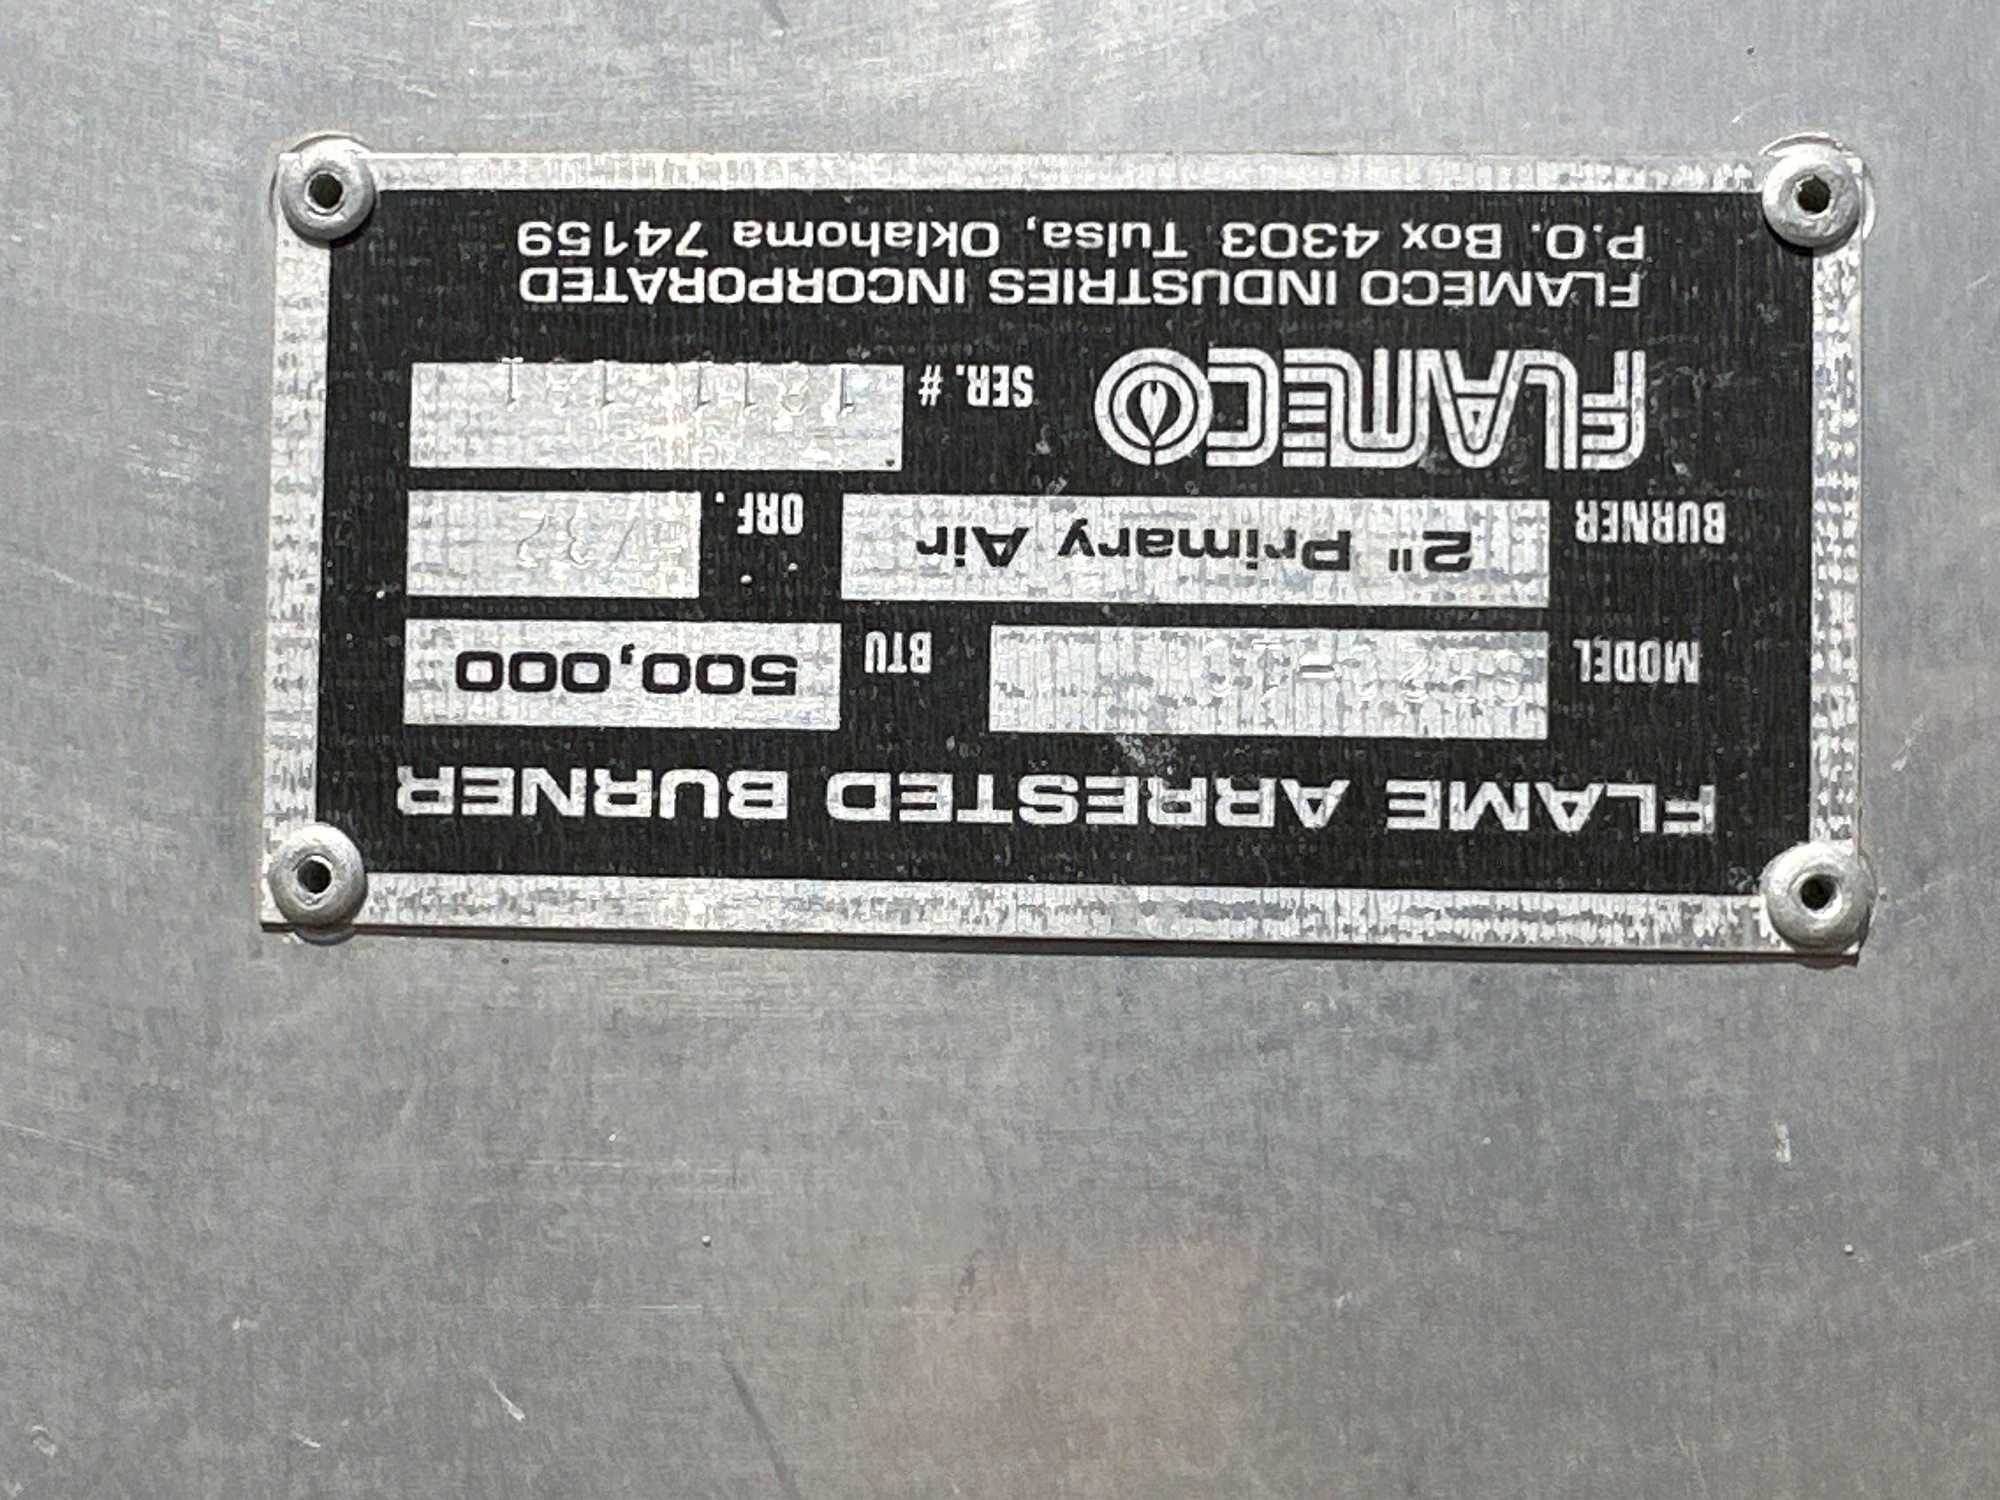 FLAME ARRESTED BURNER
MODEL BTU 500,000
BURNER 2" Primary Air ORF.
FLAMECO SER. #
FLAMECO INDUSTRIES INCORPORATED
P.O. Box 4303 Tulsa, Oklahoma 74159